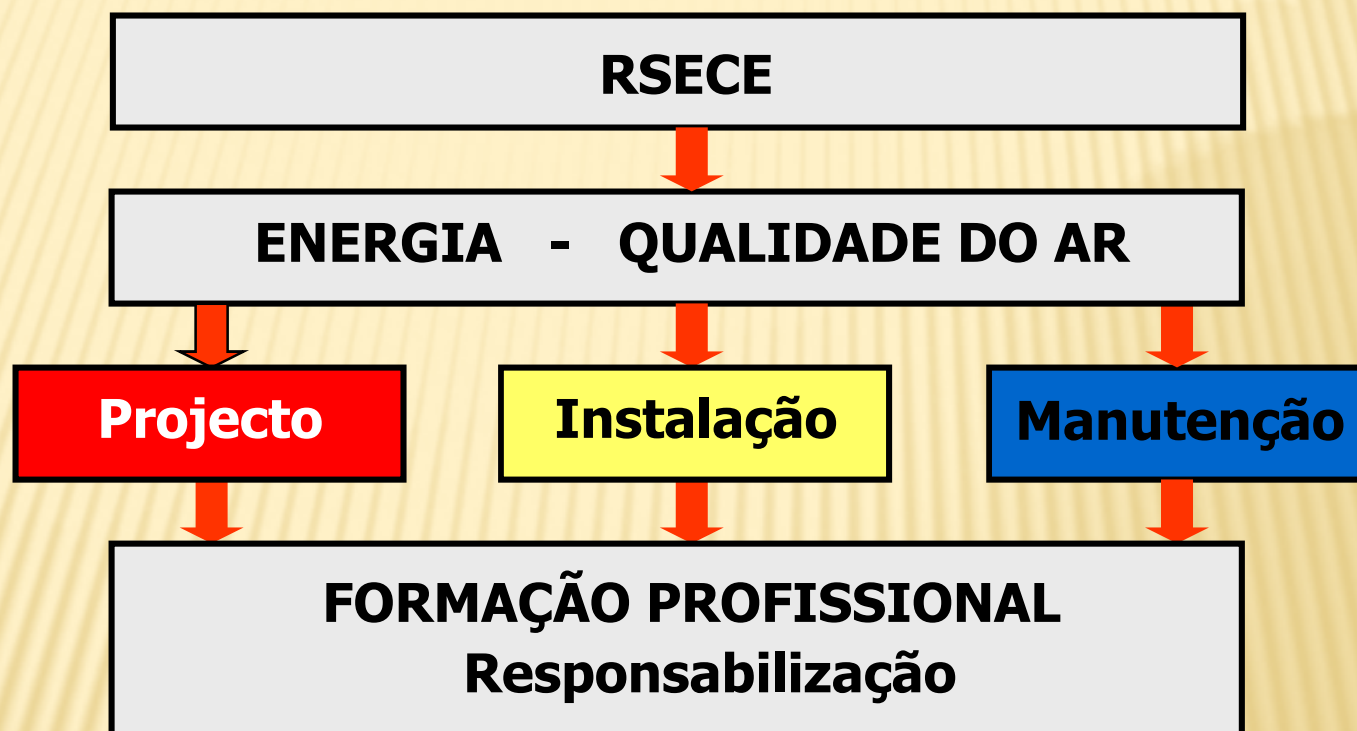 RSECE
ENERGIA - QUALIDADE DO AR
Projecto
Instalação
Manutenção
FORMAÇÃO PROFISSIONAL
Responsabilização